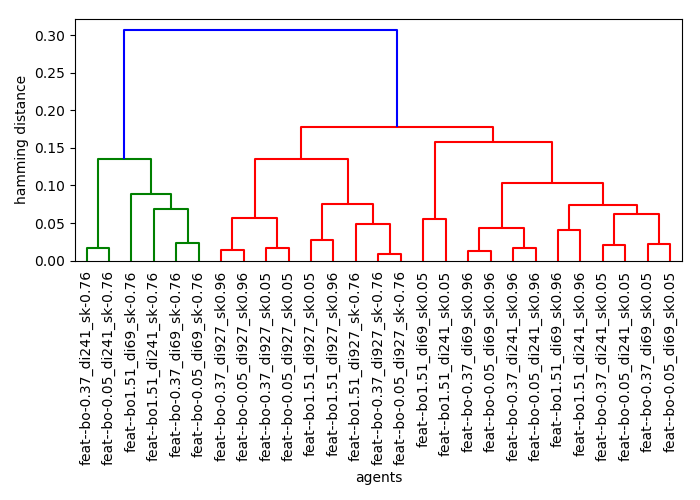 0.30
0.25
0.20
0.15
0.10
0.05
0.00
hamming distance
feat--bo-0.37_di241_sk-0.76
feat--bo-0.05_di241_sk-0.76
feat--bo1.51_di69_sk-0.76
feat--bo1.51_di241_sk-0.76
feat--bo-0.37_di69_sk-0.76
feat--bo-0.05_di69_sk-0.76
feat--bo-0.37_di927_sk0.96
feat--bo-0.05_di927_sk0.96
feat--bo-0.37_di927_sk0.05
feat--bo-0.05_di927_sk0.05
feat--bo1.51_di927_sk0.05
feat--bo1.51_di927_sk0.96
feat--bo1.51_di927_sk-0.76
feat--bo-0.37_di927_sk-0.76
feat--bo-0.05_di927_sk-0.76
feat--bo1.51_di69_sk0.05
feat--bo1.51_di241_sk0.05
feat--bo-0.37_di69_sk0.96
feat--bo-0.05_di69_sk0.96
feat--bo-0.37_di241_sk0.96
feat--bo-0.05_di241_sk0.96
feat--bo1.51_di69_sk0.96
feat--bo1.51_di241_sk0.96
feat--bo-0.37_di241_sk0.05
feat--bo-0.05_di241_sk0.05
feat--bo-0.37_di69_sk0.05
feat--bo-0.05_di69_sk0.05
agents